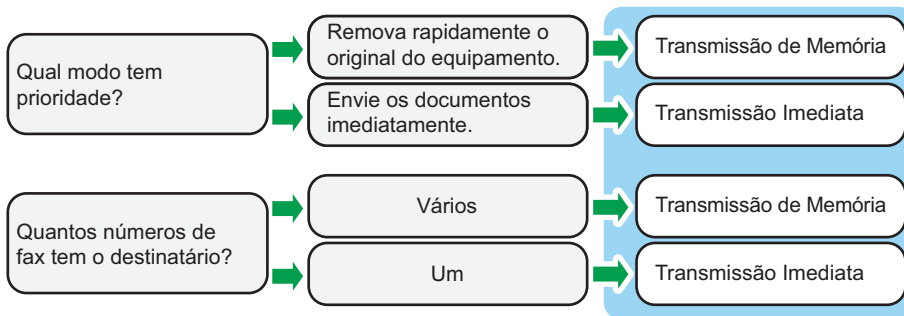 Qual modo tem
prioridade?
Remova rapidamente o
original do equipamento.
Transmissão de Memória
Envie os documentos
imediatamente.
Transmissão Imediata
Quantos números de
fax tem o destinatário?
Vários
Transmissão de Memória
Um
Transmissão Imediata